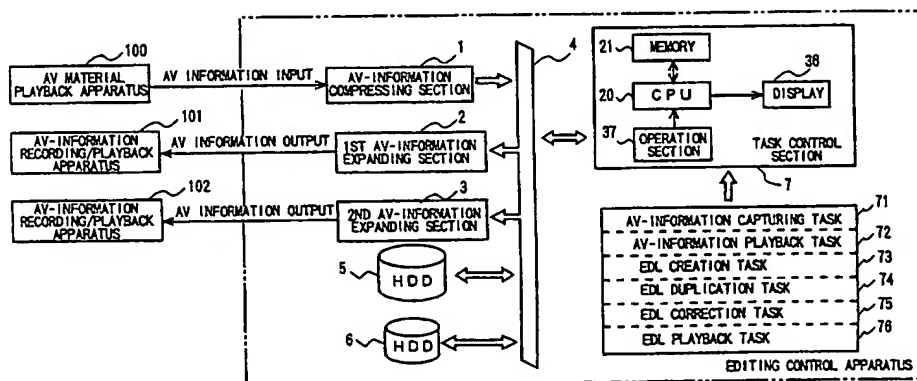 100
AV MATERIAL
PLAYBACK APPARATUS
AV INFORMATION INPUT
1
AV-INFORMATION
COMPRESSING SECTION
101
AV-INFORMATION
RECORDING/PLAYBACK
APPARATUS
AV INFORMATION OUTPUT
2
1ST AV-INFORMATION
EXPANDING SECTION
102
AV-INFORMATION
RECORDING/PLAYBACK
APPARATUS
AV INFORMATION OUTPUT
3
2ND AV-INFORMATION
EXPANDING SECTION
5
HDD
6
HDD
4
21
MEMORY
20
CPU
38
DISPLAY
37
OPERATION
SECTION
TASK CONTROL
SECTION
7
AV-INFORMATION CAPTURING TASK
71
AV-INFORMATION PLAYBACK TASK
72
EDL CREATION TASK
73
EDL DUPLICATION TASK
74
EDL CORRECTION TASK
75
EDL PLAYBACK TASK
76
EDITING CONTROL APPARATUS